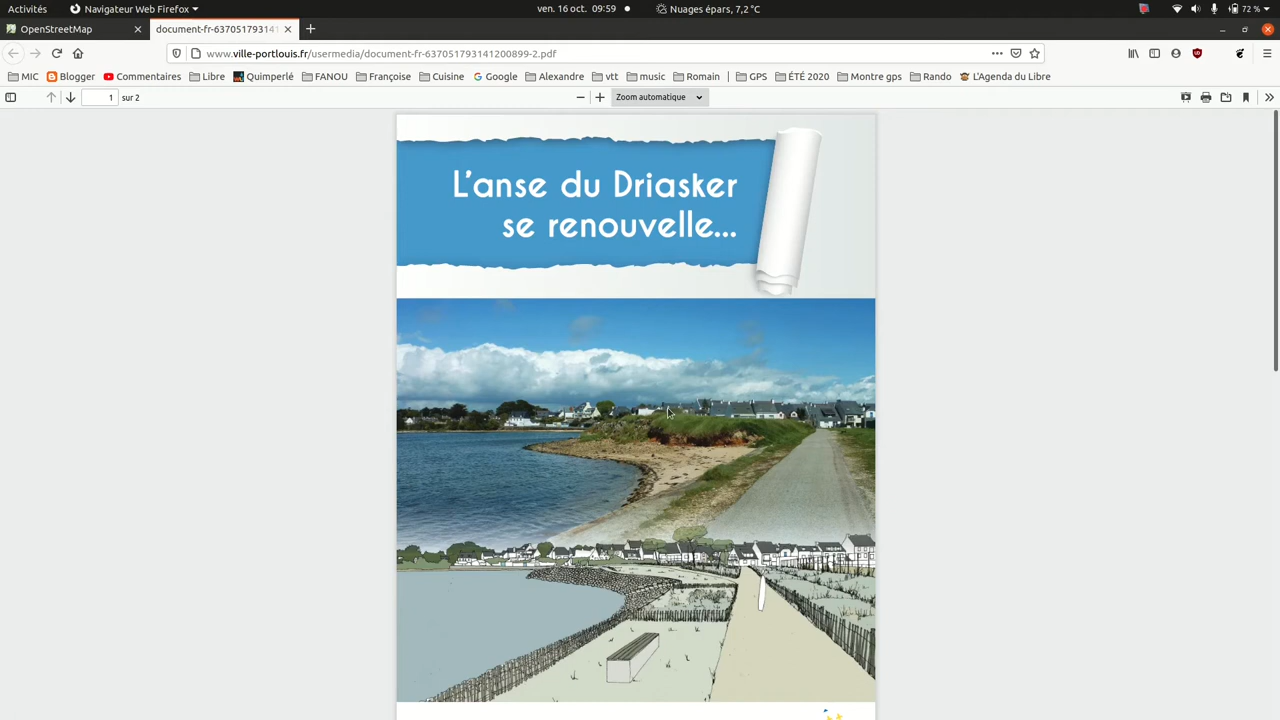 Activités
Navigateur Web Firefox
ven. 16 oct. 09:59
Nuages épars, 7,2 °C
72 %
OpenStreetMap
document-fr-63705179314
www.ville-portlouis.fr/usermedia/document-fr-637051793141200899-2.pdf
MIC
Blogger
Commentaires
Libre
Quimperlé
FANOU
Françoise
Cuisine
Google
Alexandre
vtt
music
Romain
GPS
ÉTÉ 2020
Montre gps
Rando
L'Agenda du Libre
1
sur 2
Zoom automatique
L'anse du Driasker
se renouvelle...